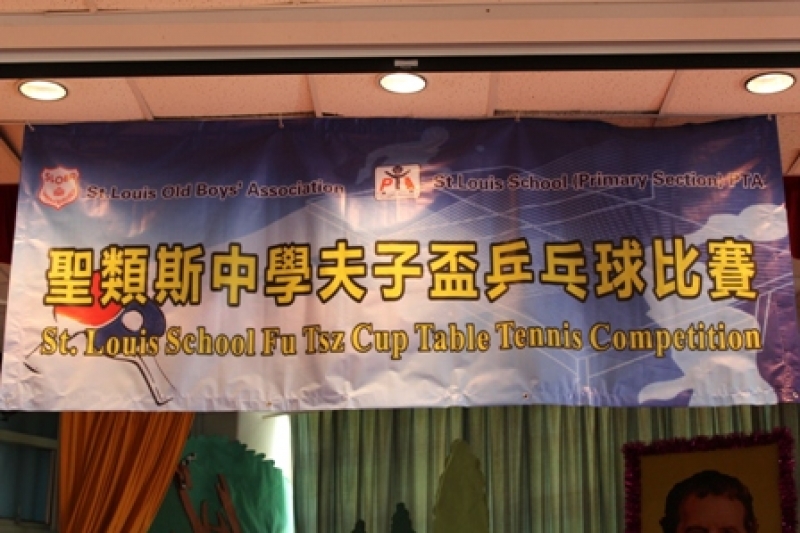 St.Louis Old Boys' Association
PTA
St.Louis School (Primary Section) PTA
聖類斯中學夫子盃乒乓球比賽
St. Louis School Fu Tsz Cup Table Tennis Competition